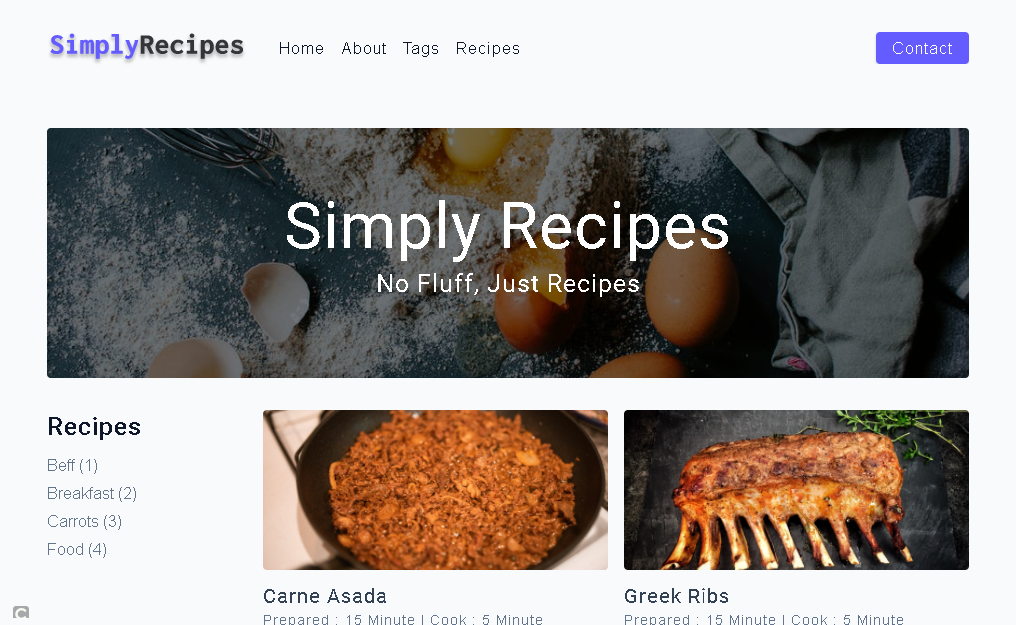 SimplyRecipes
Home About Tags Recipes
Contact
Simply Recipes
No Fluff, Just Recipes
Recipes
Beff (1)
Breakfast (2)
Carrots (3)
Food (4)
Carne Asada
Prepared : 15 Minute | Cook : 5 Minute
Greek Ribs
Prepared : 15 Minute | Cook : 5 Minute